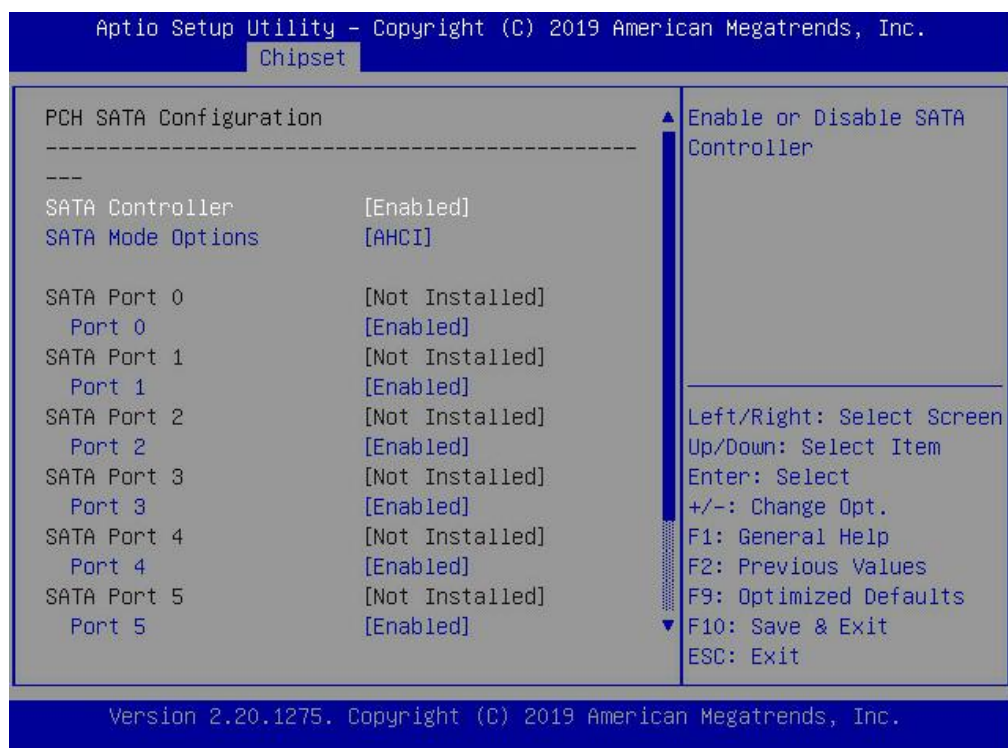 Aptio Setup Utility – Copyright (C) 2019 American Megatrends, Inc.
Chipset
PCH SATA Configuration
-----------------------------------------------
---
SATA Controller [Enabled]
SATA Mode Options [AHCI]
SATA Port 0 [Not Installed]
Port 0 [Enabled]
SATA Port 1 [Not Installed]
Port 1 [Enabled]
SATA Port 2 [Not Installed]
Port 2 [Enabled]
SATA Port 3 [Not Installed]
Port 3 [Enabled]
SATA Port 4 [Not Installed]
Port 4 [Enabled]
SATA Port 5 [Not Installed]
Port 5 [Enabled]
Enable or Disable SATA
Controller
Left/Right: Select Screen
Up/Down: Select Item
Enter: Select
+/-: Change Opt.
F1: General Help
F2: Previous Values
F9: Optimized Defaults
F10: Save & Exit
ESC: Exit
Version 2.20.1275. Copyright (C) 2019 American Megatrends, Inc.